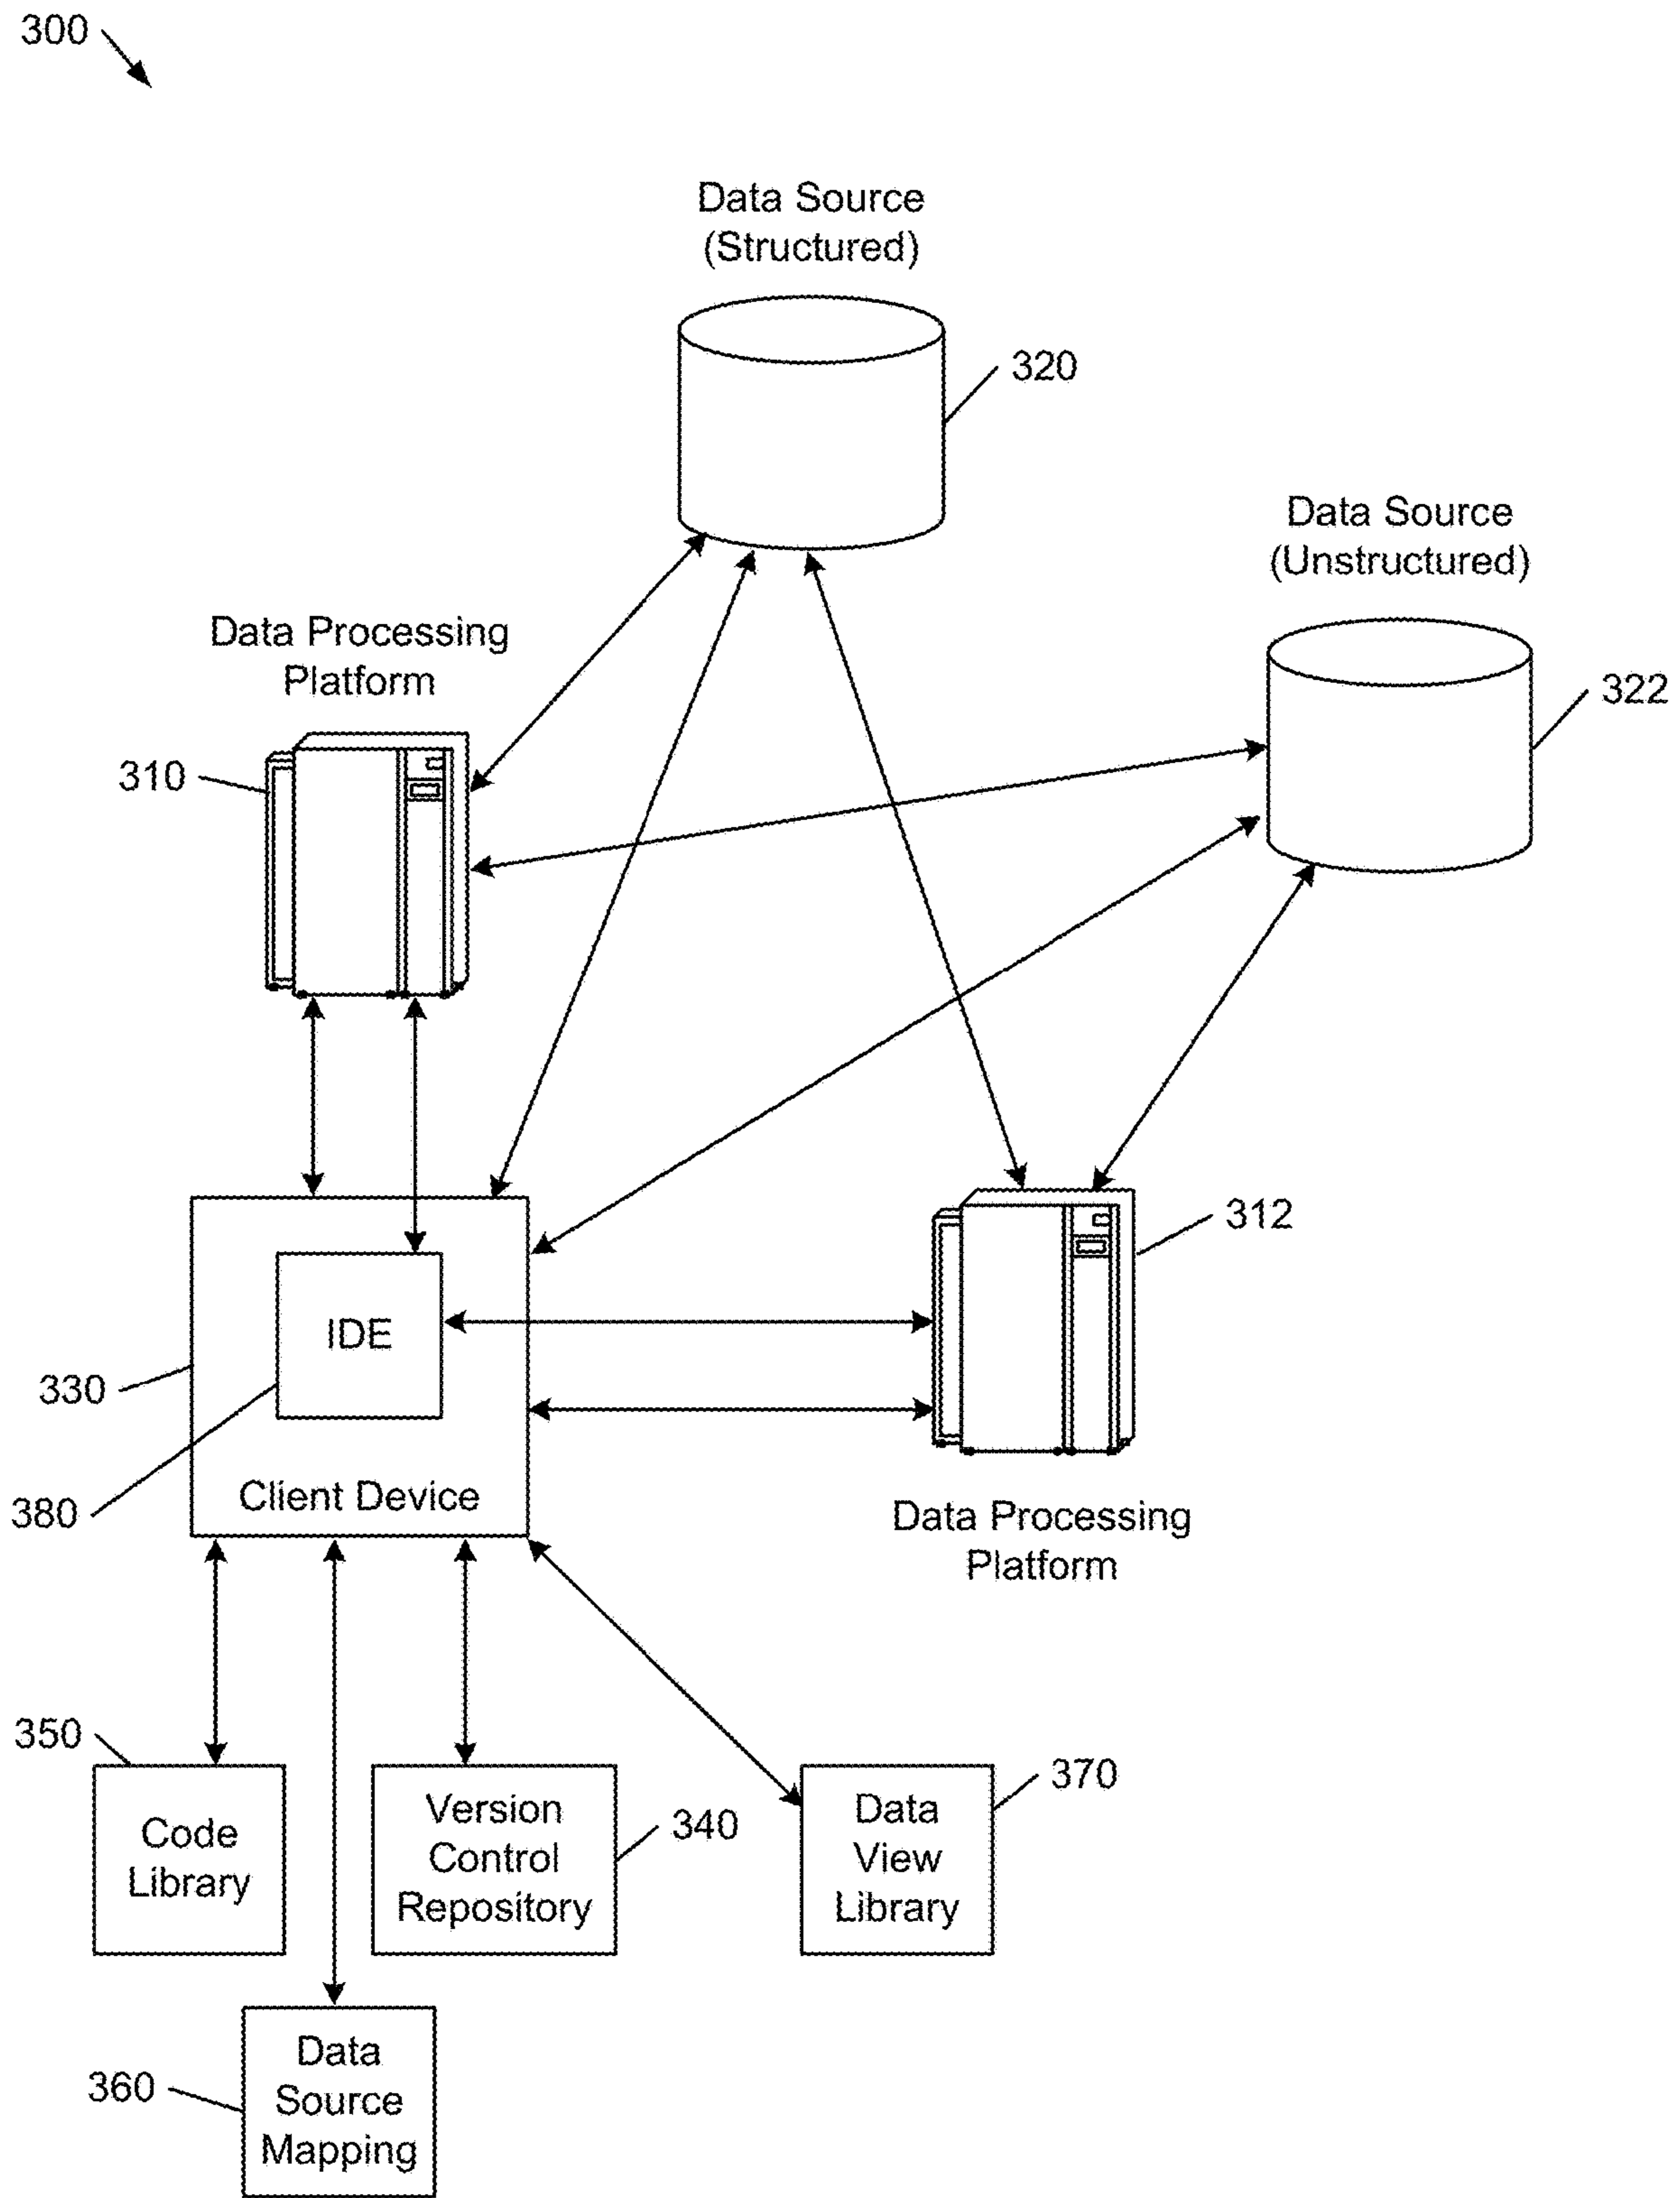 300
Data Source
(Structured)
320
Data Source
(Unstructured)
322
Data Processing
Platform
310
312
IDE
330
380
Client Device
Data Processing
Platform
350
Code
Library
Version
Control
Repository
340
370
Data
View
Library
360
Data
Source
Mapping